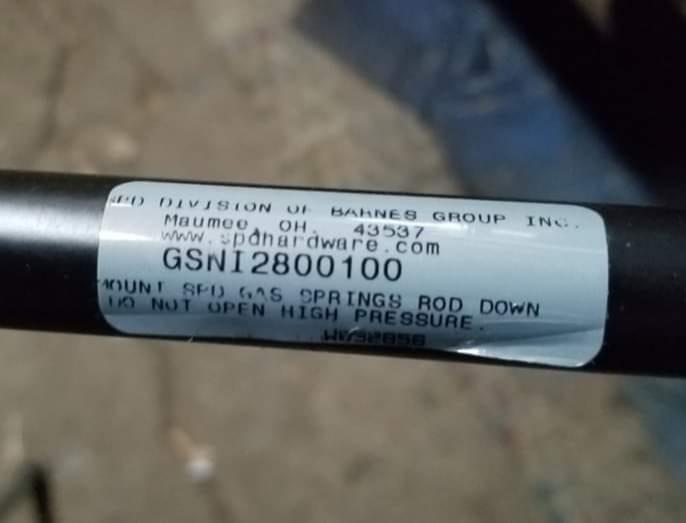 SPD DIVISION OF BARNES GROUP INC.
Maumee, OH. 43537
www.spdhardware.com
GSNI2800100
MOUNT SPD GAS SPRINGS ROD DOWN
DO NOT OPEN HIGH PRESSURE.